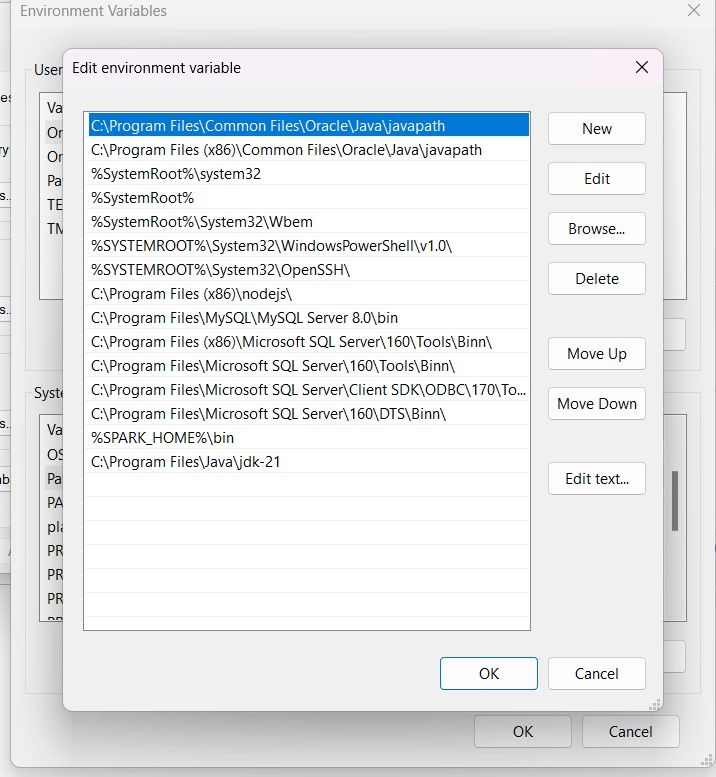 Environment Variables
Edit environment variable
User
Va
On
On
Pa
TE
TM
C:\Program Files\Common Files\Oracle\Java\javapath
C:\Program Files (x86)\Common Files\Oracle\Java\javapath
%SystemRoot%\system32
%SystemRoot%
%SystemRoot%\System32\Wbem
%SYSTEMROOT%\System32\WindowsPowerShell\v1.0\
%SYSTEMROOT%\System32\OpenSSH\
C:\Program Files (x86)\nodejs\
C:\Program Files\MySQL\MySQL Server 8.0\bin
C:\Program Files (x86)\Microsoft SQL Server\160\Tools\Binn\
C:\Program Files\Microsoft SQL Server\160\Tools\Binn\
C:\Program Files\Microsoft SQL Server\Client SDK\ODBC\170\To...
C:\Program Files\Microsoft SQL Server\160\DTS\Binn\
%SPARK_HOME%\bin
C:\Program Files\Java\jdk-21
New
Edit
Browse...
Delete
Move Up
Move Down
Edit text...
Syste
Va
OS
Pa
PA
pla
PR
PR
PR
OK
Cancel
OK
Cancel